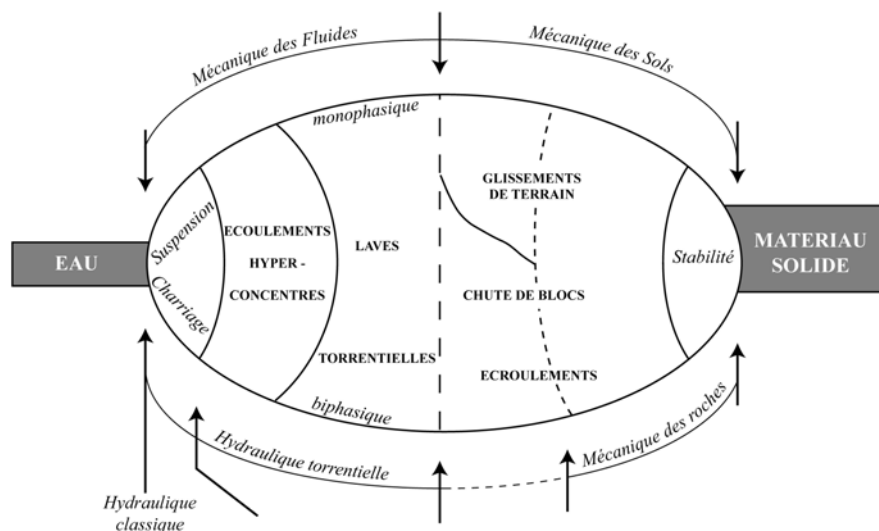 Mécanique des Fluides
Mécanique des Sols
monophasique
GLISSEMENTS
DE TERRAIN
Suspension
ECOULEMENTS
HYPER -
CONCENTRES
LAVES
EAU
Stabilité
MATERIAU
SOLIDE
Charriage
CHUTE DE BLOCS
TORRENTIELLES
ECROULEMENTS
biphasique
Hydraulique torrentielle
Mécanique des roches
Hydraulique
classique